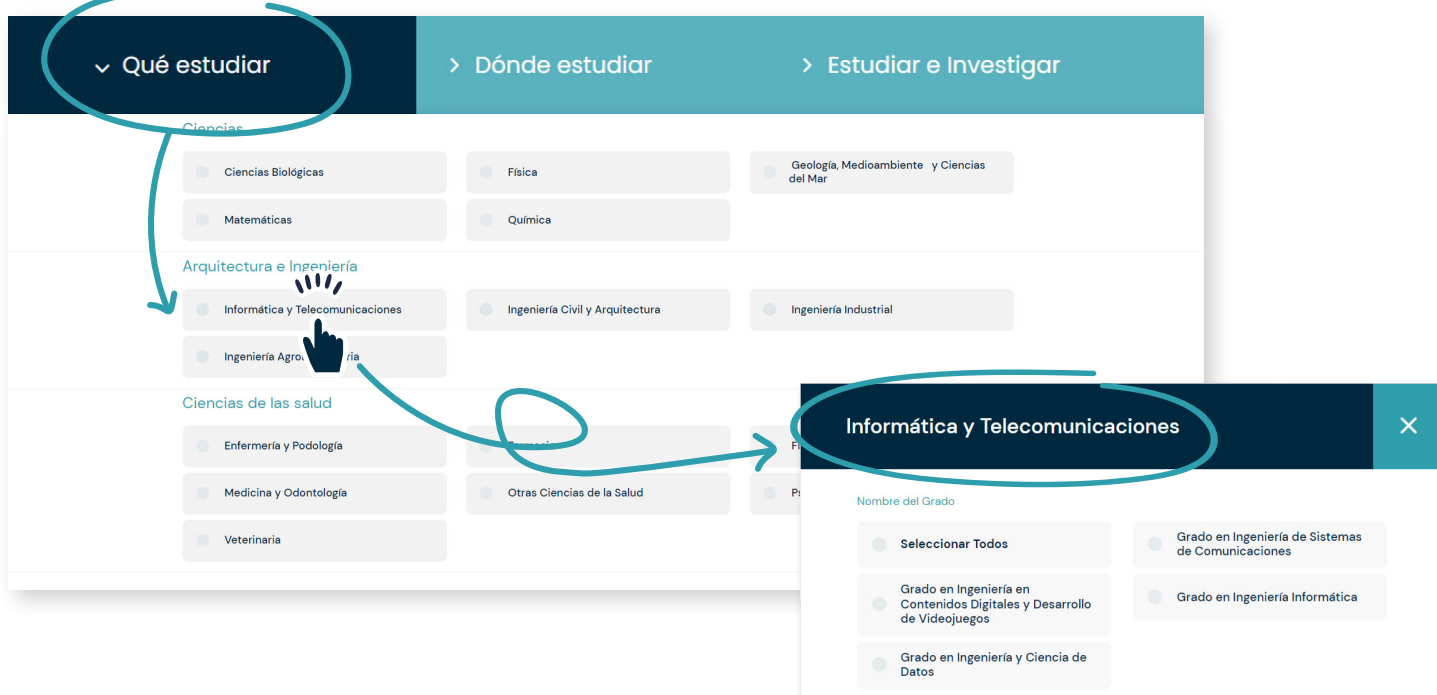 Qué estudiar
Dónde estudiar
Estudiar e Investigar
Ciencias
Ciencias Biológicas
Física
Geología, Medioambiente y Ciencias
del Mar
Matemáticas
Química
Arquitectura e Ingeniería
Informática y Telecomunicaciones
Ingeniería Civil y Arquitectura
Ingeniería Industrial
Ingeniería
Ciencias de las salud
Enfermería y Podología
Medicina y Odontología
Otras Ciencias de la Salud
Veterinaria
Informática y Telecomunicaciones
Nombre del Grado
Seleccionar Todos
Grado en Ingeniería de Sistemas
de Comunicaciones
Grado en Ingeniería en
Contenidos Digitales y Desarrollo
de Videojuegos
Grado en Ingeniería Informática
Grado en Ingeniería y Ciencia de
Datos